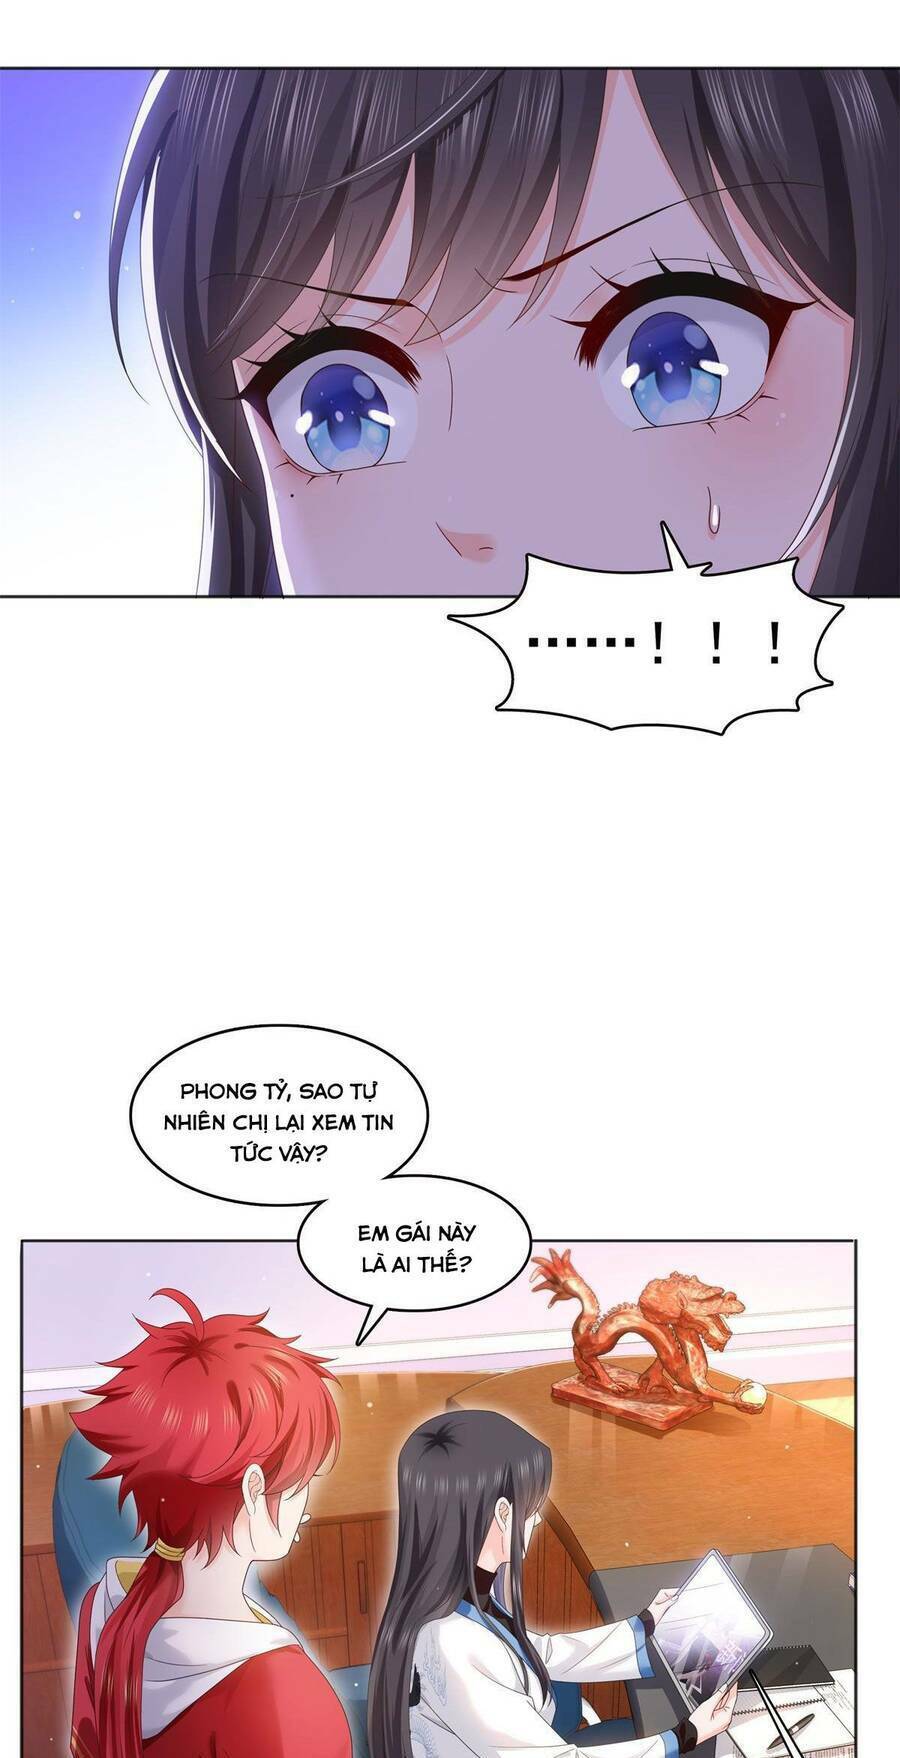 ……！！！
PHONG TỶ, SAO TỰ
NHIÊN CHỊ LẠI XEM TIN
TỨC VẬY?
EM GÁI NÀY
LÀ AI THẾ?